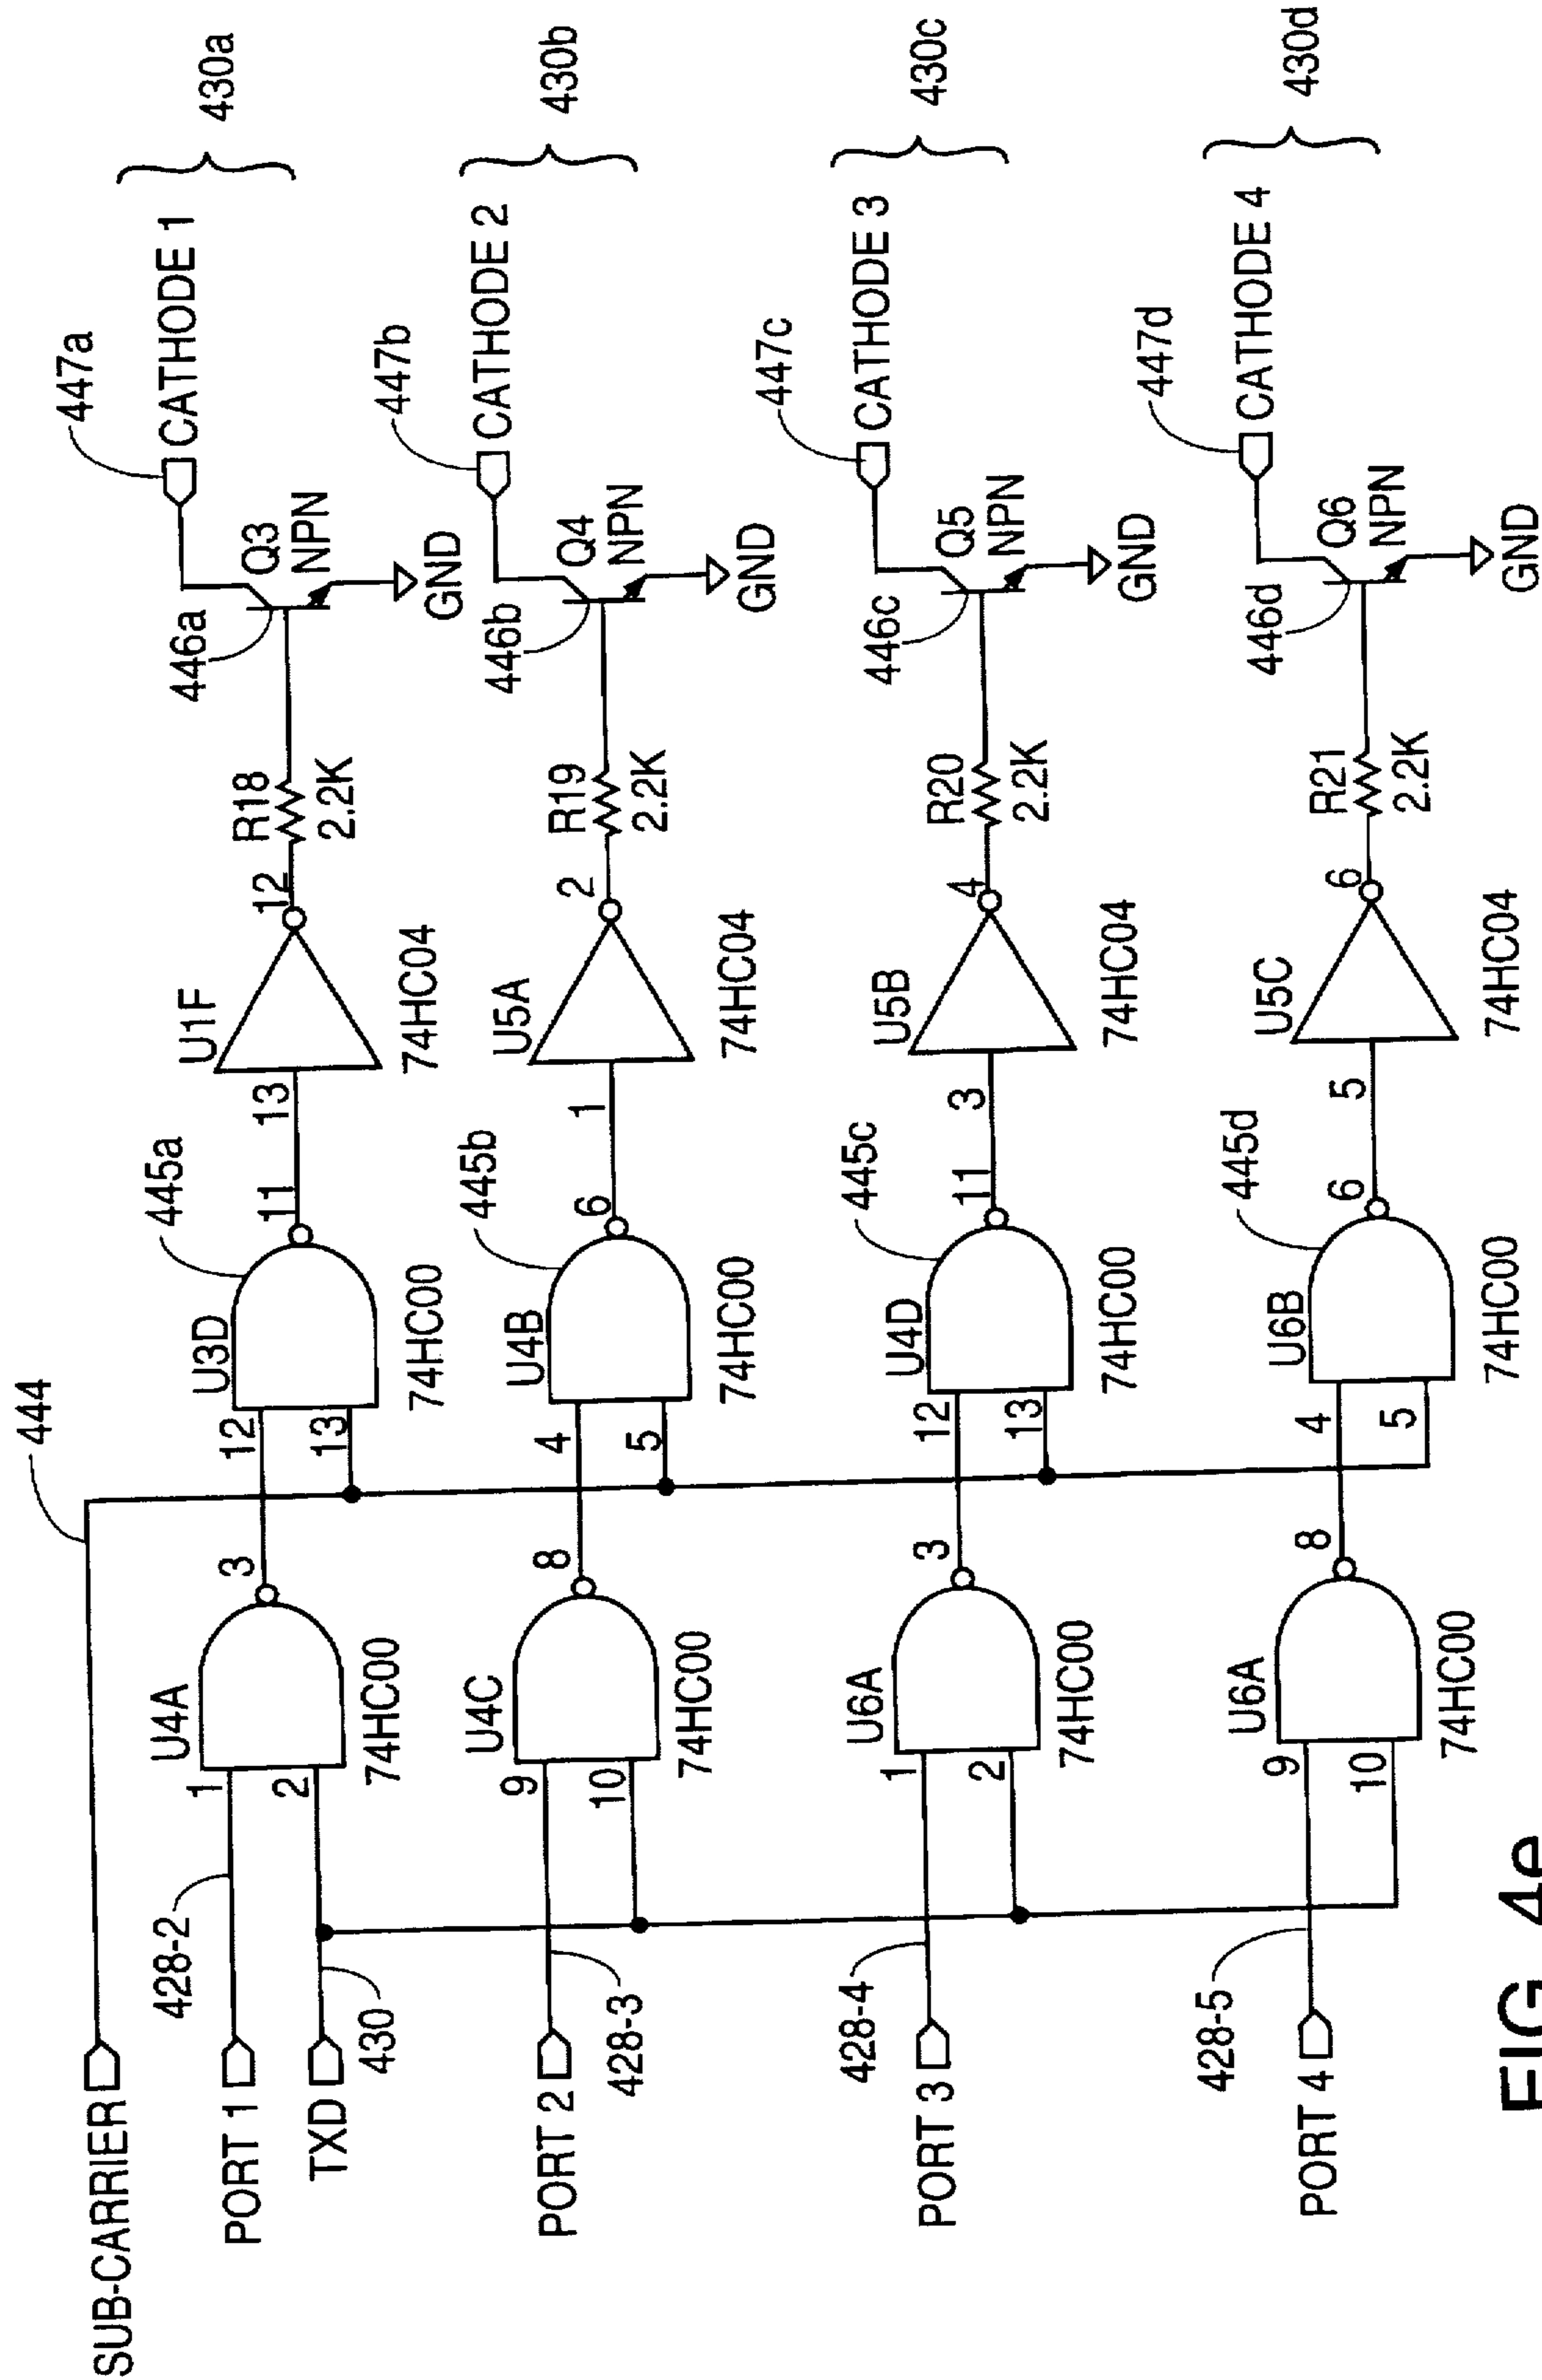 444
SUB-CARRIER
428-2
PORT 1
TXD
430
1
2
U4A
74HC00
3
12
13
U3D
74HC00
445a
11
13
U1F
74HC04
12
R18
2.2K
446a
Q3
NPN
GND
447a
CATHODE 1
430a
PORT 2
428-3
9
10
U4C
74HC00
8
4
5
U4B
74HC00
445b
6
1
U5A
74HC04
2
R19
2.2K
446b
Q4
NPN
GND
447b
CATHODE 2
430b
PORT 3
428-4
1
2
U6A
74HC00
3
12
13
U4D
74HC00
445c
11
3
U5B
74HC04
4
R20
2.2K
446c
Q5
NPN
GND
447c
CATHODE 3
430c
PORT 4
428-5
9
10
U6A
74HC00
8
4
5
U6B
74HC00
445d
6
5
U5C
74HC04
6
R21
2.2K
446d
Q6
NPN
GND
447d
CATHODE 4
430d
FIG. 4e